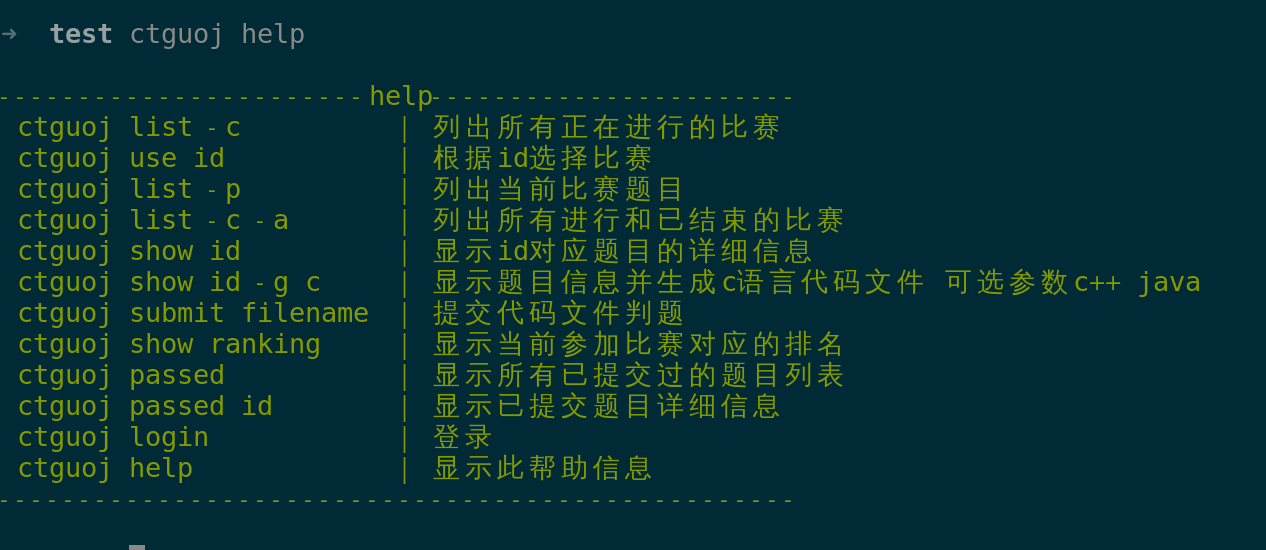 ➜  test ctguoj help
-----------------------help-----------------------
ctguoj list -c          | 列出所有正在进行的比赛
ctguoj use id           | 根据id选择比赛
ctguoj list -p          | 列出当前比赛题目
ctguoj list -c -a       | 列出所有进行和已结束的比赛
ctguoj show id          | 显示id对应题目的详细信息
ctguoj show id -g c     | 显示题目信息并生成c语言代码文件 可选参数c++ java
ctguoj submit filename  | 提交代码文件判题
ctguoj show ranking     | 显示当前参加比赛对应的排名
ctguoj passed           | 显示所有已提交过的题目列表
ctguoj passed id        | 显示已提交题目详细信息
ctguoj login            | 登录
ctguoj help             | 显示此帮助信息
--------------------------------------------------